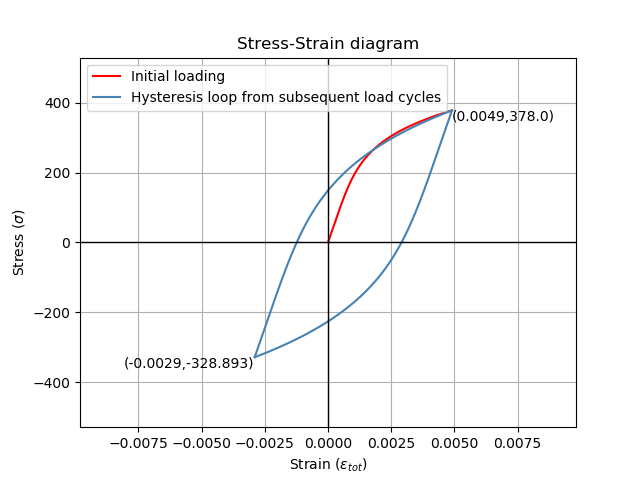 Stress-Strain diagram
Initial loading
Hysteresis loop from subsequent load cycles
400
200
0
−200
−400
Stress (σ)
(0.0049,378.0)
(-0.0029,-328.893)
−0.0075 −0.0050 −0.0025 0.0000 0.0025 0.0050 0.0075
Strain (ε_tot)